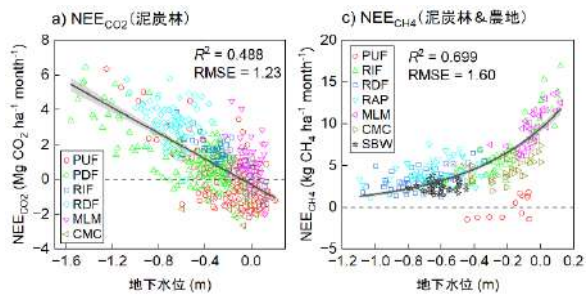 a) NEE_CO2(泥炭林)
R² = 0.488
RMSE = 1.23
NEE_CO2 (Mg CO₂ ha⁻¹ month⁻¹)
8
6
4
2
0
-2
-4
PUF
PDF
RIF
RDF
MLM
CMC
-1.6 -1.2 -0.8 -0.4 0.0
地下水位 (m)
c) NEE_CH4(泥炭林&農地)
R² = 0.699
RMSE = 1.60
NEE_CH4 (kg CH₄ ha⁻¹ month⁻¹)
20
15
10
5
0
-5
PUF
RIF
RDF
RAP
MLM
CMC
SBW
-1.2 -1.0 -0.8 -0.6 -0.4 -0.2 0.0 0.2
地下水位 (m)